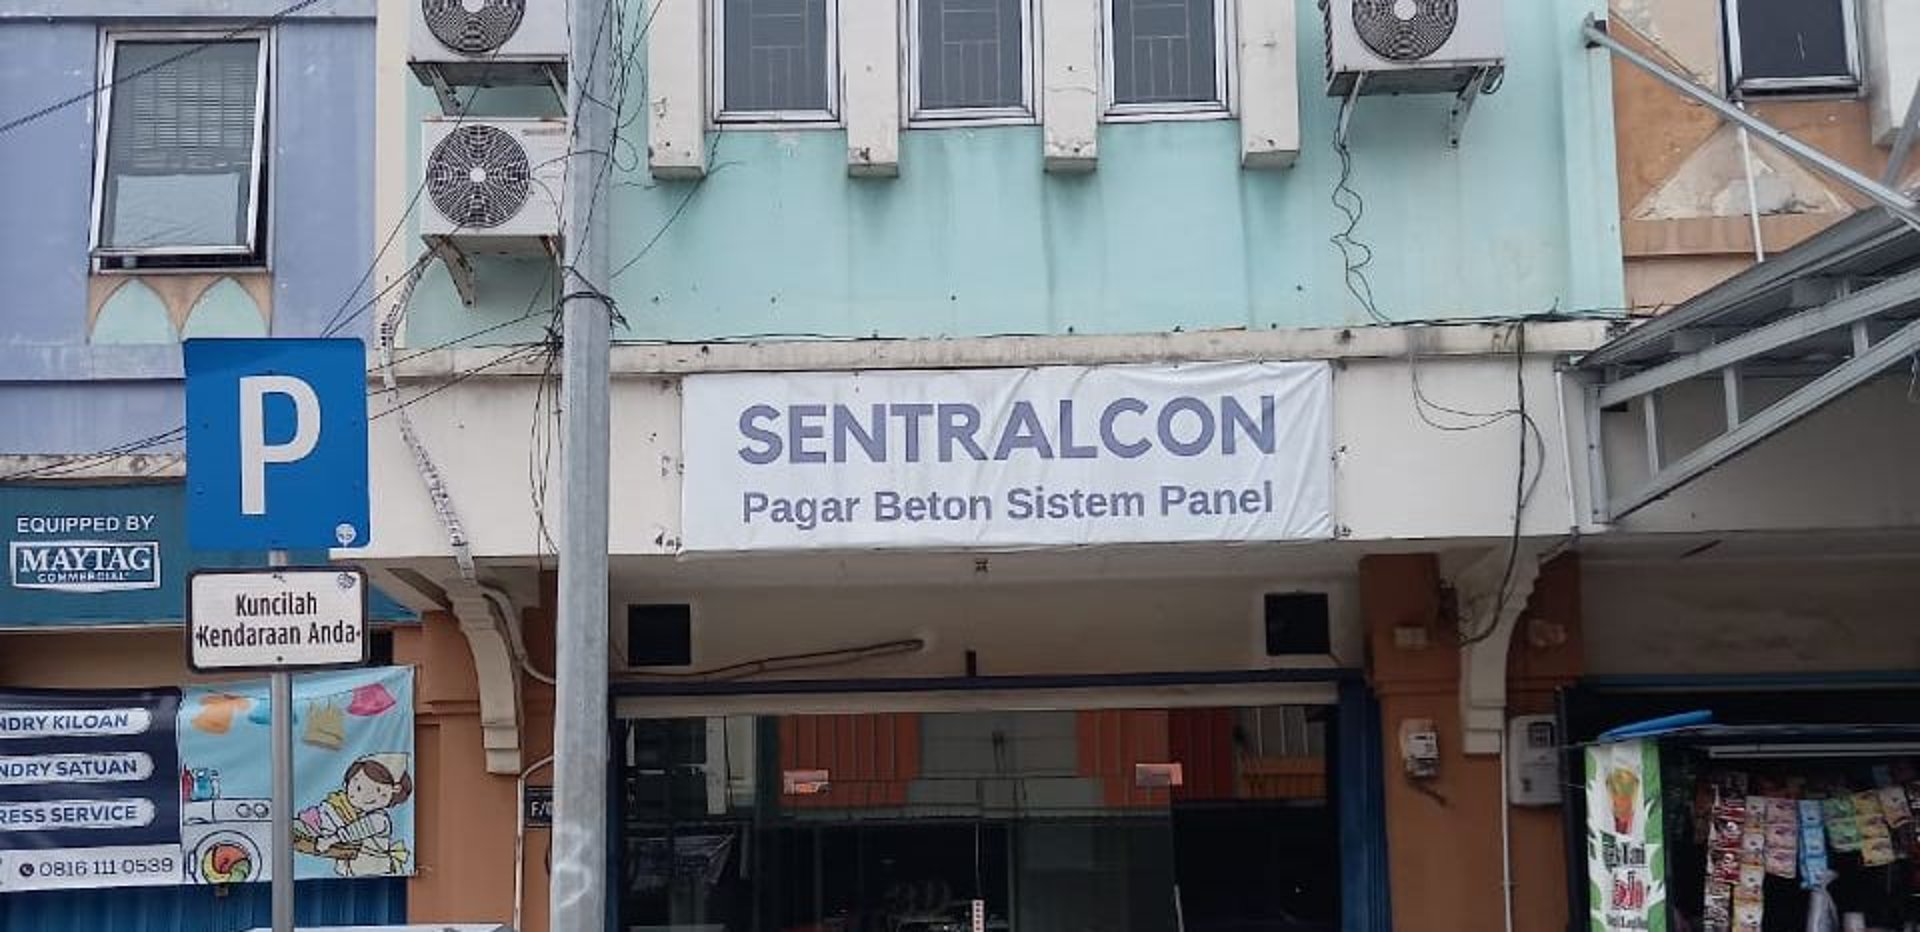 SENTRALCON
Pagar Beton Sistem Panel
P
Kuncilah
Kendaraan Anda
EQUIPPED BY
MAYTAG
COMMERCIAL
NDRY KILOAN
NDRY SATUAN
RESS SERVICE
0816 111 0539